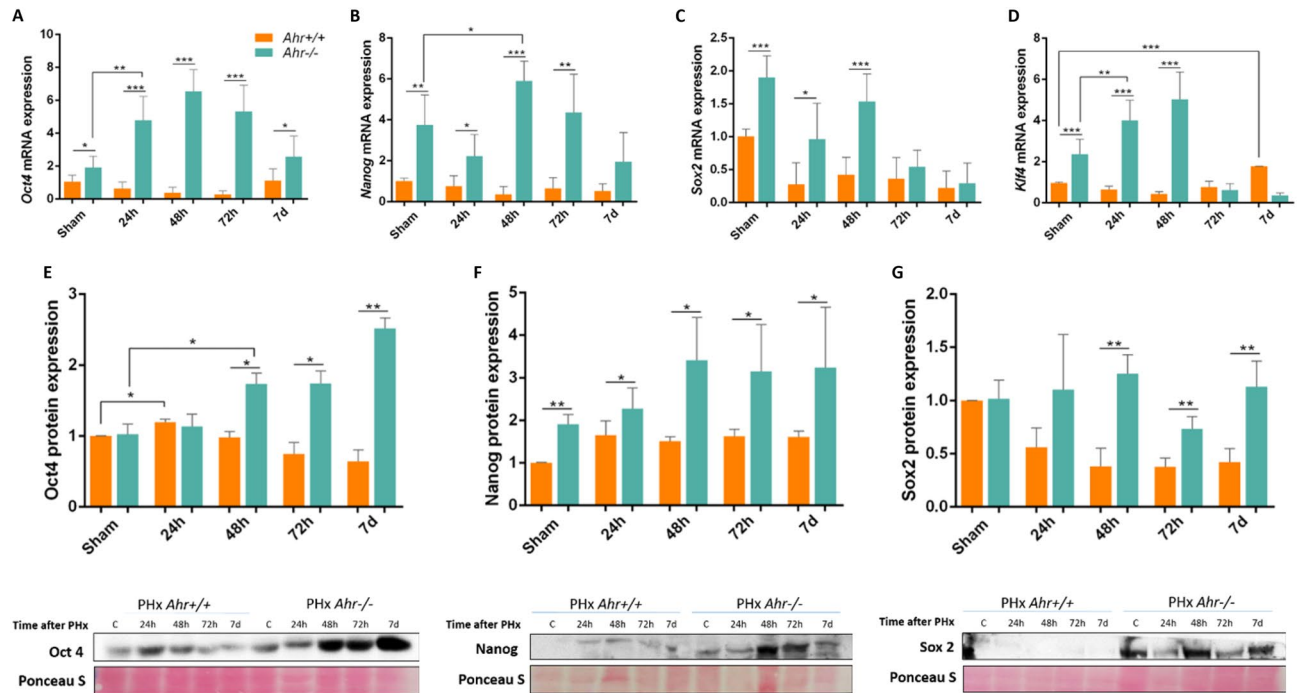 A
Oct4 mRNA expression
10
8
6
4
2
0
Ahr+/+
Ahr-/-
*
**
***
***
***
*
Sham
24h
48h
72h
7d
B
Nanog mRNA expression
8
6
4
2
0
*
**
*
***
**
Sham
24h
48h
72h
7d
C
Sox2 mRNA expression
2.5
2.0
1.5
1.0
0.5
0.0
***
*
***
Sham
24h
48h
72h
7d
D
Klf4 mRNA expression
8
6
4
2
0
***
**
***
***
***
Sham
24h
48h
72h
7d
E
Oct4 protein expression
3
2
1
0
*
*
*
*
**
Sham
24h
48h
72h
7d
F
Nanog protein expression
5
4
3
2
1
0
**
*
*
*
*
Sham
24h
48h
72h
7d
G
Sox2 protein expression
2.0
1.5
1.0
0.5
0.0
**
**
**
Sham
24h
48h
72h
7d
PHx Ahr+/+ PHx Ahr-/-
Time after PHx C 24h 48h 72h 7d C 24h 48h 72h 7d
Oct 4
Ponceau S
PHx Ahr+/+ PHx Ahr-/-
Time after PHx C 24h 48h 72h 7d C 24h 48h 72h 7d
Nanog
Ponceau S
PHx Ahr+/+ PHx Ahr-/-
Time after PHx C 24h 48h 72h 7d C 24h 48h 72h 7d
Sox 2
Ponceau S